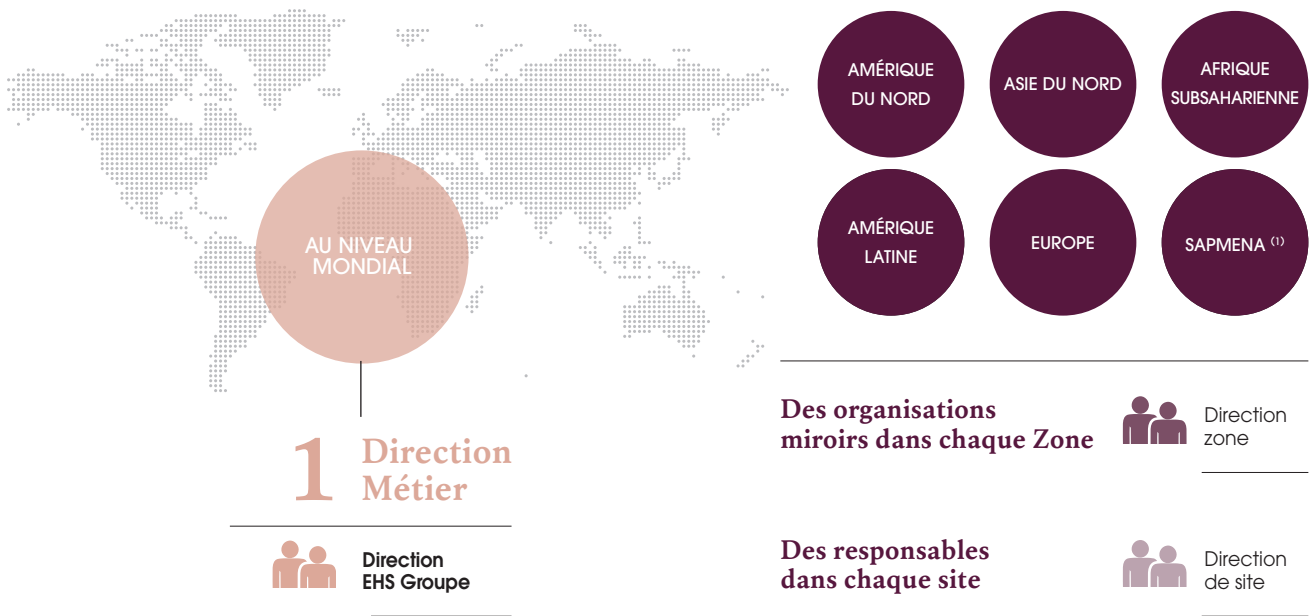 AU NIVEAU
MONDIAL
1 Direction
Métier
Direction
EHS Groupe
AMÉRIQUE
DU NORD
ASIE DU NORD
AFRIQUE
SUBSAHARIENNE
AMÉRIQUE
LATINE
EUROPE
SAPMENA (1)
Des organisations
miroirs dans chaque Zone
Direction
zone
Des responsables
dans chaque site
Direction
de site